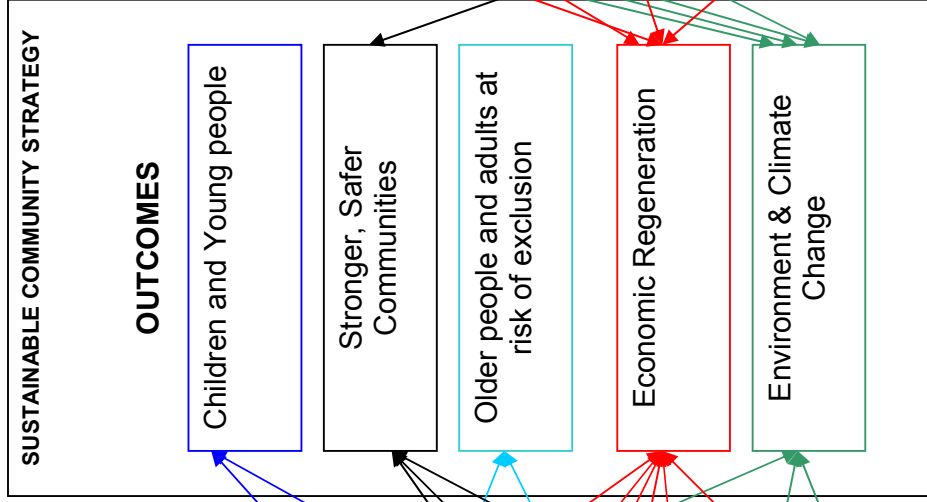 SUSTAINABLE COMMUNITY STRATEGY
OUTCOMES
Children and Young people
Stronger, Safer
Communities
Older people and adults at
risk of exclusion
Economic Regeneration
Environment & Climate
Change